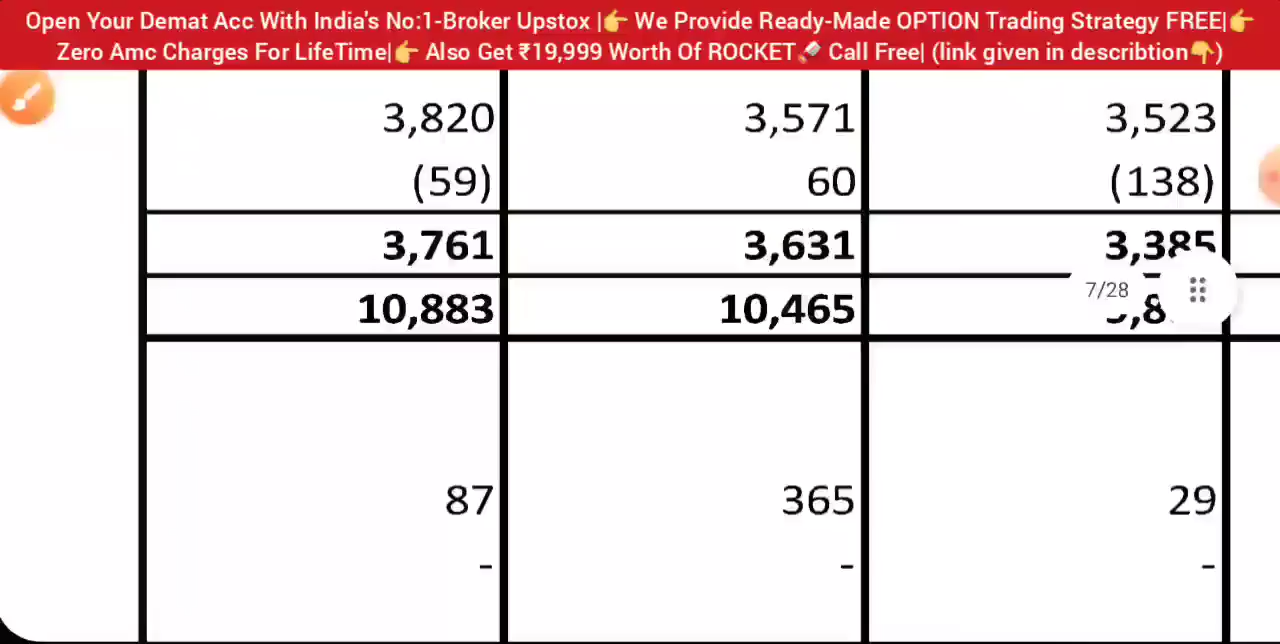 Open Your Demat Acc With India's No:1-Broker Upstox |👉 We Provide Ready-Made OPTION Trading Strategy FREE|👉
Zero Amc Charges For LifeTime|👉 Also Get ₹19,999 Worth Of ROCKET🚀 Call Free| (link given in describtion👇)
3,820 3,571 3,523
(59) 60 (138)
3,761 3,631 3,385
7/28
10,883 10,465
87 365 29
- - -